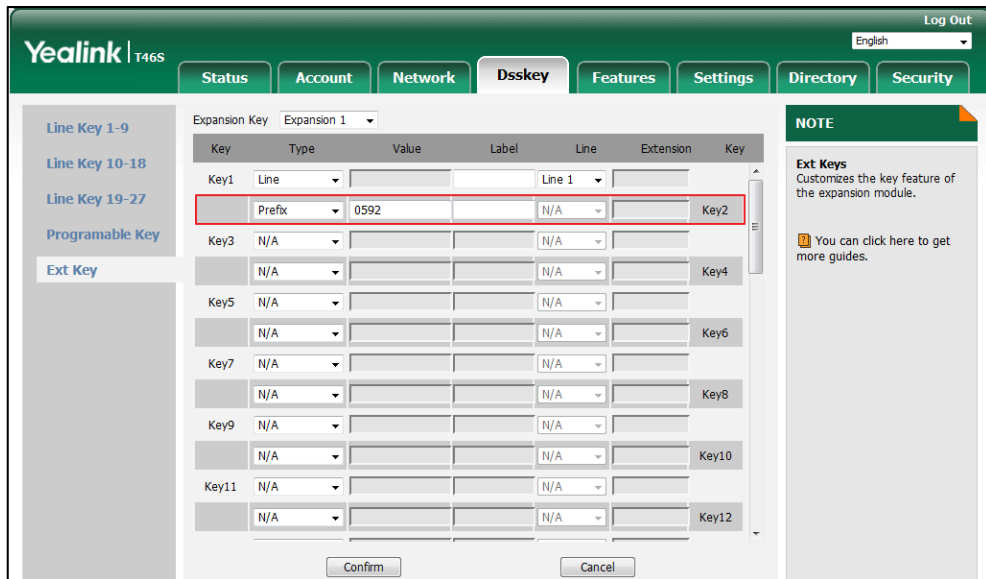 Log Out
Yealink | T46S
English
Status Account Network Dsskey Features Settings Directory Security
Line Key 1-9
Line Key 10-18
Line Key 19-27
Programable Key
Ext Key
Expansion Key Expansion 1
Key Type Value Label Line Extension Key
Key1 Line Line 1
Prefix 0592 N/A Key2
Key3 N/A N/A
N/A N/A Key4
Key5 N/A N/A
N/A N/A Key6
Key7 N/A N/A
N/A N/A Key8
Key9 N/A N/A
N/A N/A Key10
Key11 N/A N/A
N/A N/A Key12
Confirm Cancel
NOTE
Ext Keys
Customizes the key feature of
the expansion module.
You can click here to get
more guides.